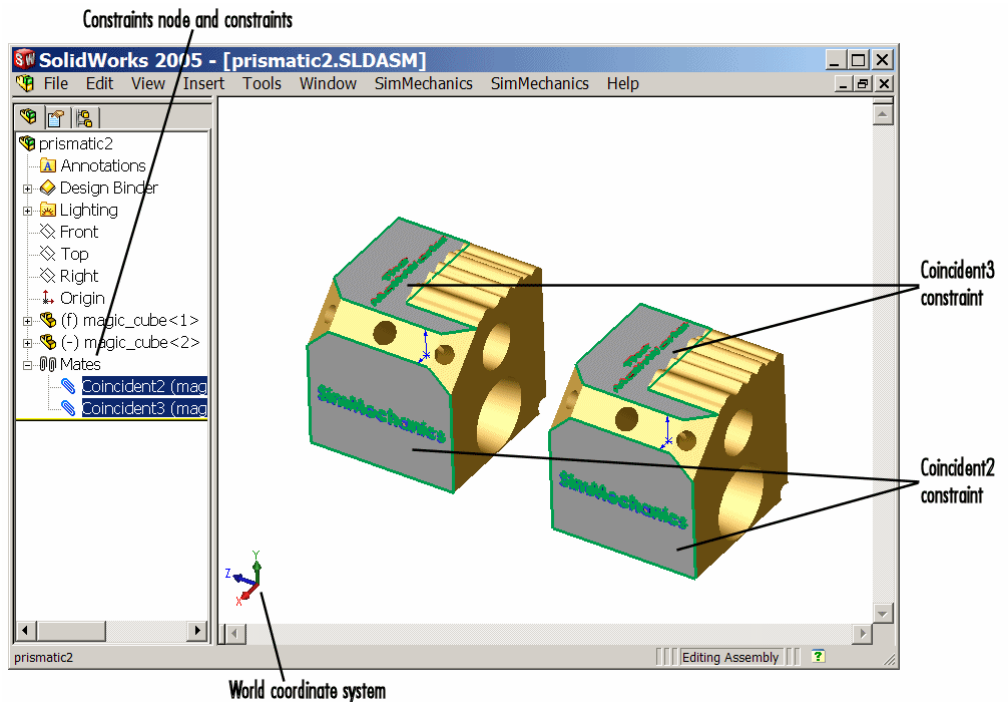 Constraints node and constraints
SW SolidWorks 2005 - [prismatic2.SLDASM]
File Edit View Insert Tools Window SimMechanics SimMechanics Help
prismatic2
A Annotations
Design Binder
Lighting
Front
Top
Right
Origin
(f) magic_cube<1>
(-) magic_cube<2>
Mates
Coincident2 (mag
Coincident3 (mag
SimMechanics
SimMechanics
Coincident3
constraint
Coincident2
constraint
Y
Z
X
prismatic2
Editing Assembly
?
World coordinate system